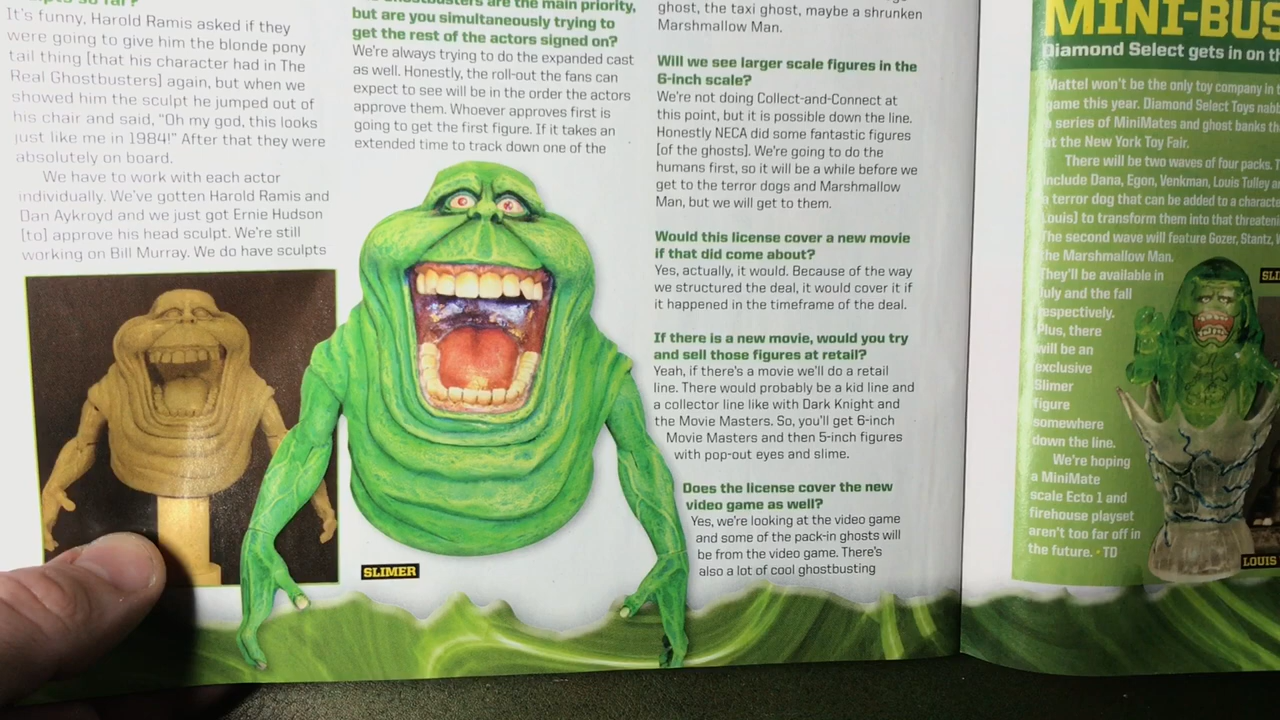 It's funny, Harold Ramis asked if they
were going to give him the blonde pony
tail thing [that his character had in The
Real Ghostbusters] again, but when we
showed him the sculpt he jumped out of
his chair and said, "Oh my god, this looks
just like me in 1984!" After that they were
absolutely on board.
We have to work with each actor
individually. We've gotten Harold Ramis and
Dan Aykroyd and we just got Ernie Hudson
[to] approve his head sculpt. We're still
working on Bill Murray. We do have sculpts
Ghostbusters are the main priority,
but are you simultaneously trying to
get the rest of the actors signed on?
We're always trying to do the expanded cast
as well. Honestly, the roll-out the fans can
expect to see will be in the order the actors
approve them. Whoever approves first is
going to get the first figure. If it takes an
extended time to track down one of the
SLIMER
ghost, the taxi ghost, maybe a shrunken
Marshmallow Man.
Will we see larger scale figures in the
6-inch scale?
We're not doing Collect-and-Connect at
this point, but it is possible down the line.
Honestly NECA did some fantastic figures
[of the ghosts]. We're going to do the
humans first, so it will be a while before we
get to the terror dogs and Marshmallow
Man, but we will get to them.
Would this license cover a new movie
if that did come about?
Yes, actually, it would. Because of the way
we structured the deal, it would cover it if
it happened in the timeframe of the deal.
If there is a new movie, would you try
and sell those figures at retail?
Yeah, if there's a movie we'll do a retail
line. There would probably be a kid line and
a collector line like with Dark Knight and
the Movie Masters. So, you'll get 6-inch
Movie Masters and then 5-inch figures
with pop-out eyes and slime.
Does the license cover the new
video game as well?
Yes, we're looking at the video game
and some of the pack-in ghosts will
be from the video game. There's
also a lot of cool ghostbusting
MINI-BUS
Diamond Select gets in on th
Mattel won't be the only toy company in t
game this year. Diamond Select Toys nabb
a series of MiniMates and ghost banks th
at the New York Toy Fair.
There will be two waves of four packs. T
include Dana, Egon, Venkman, Louis Tulley a
a terror dog that can be added to a characte
Louis] to transform them into that threateni
The second wave will feature Gozer, Stantz, W
the Marshmallow Man.
They'll be available in
July and the fall
respectively.
Plus, there
will be an
exclusive
Slimer
figure
somewhere
down the line.
We're hoping
a MiniMate
scale Ecto 1 and
firehouse playset
aren't too far off in
the future. • TD
SLI
LOUIS